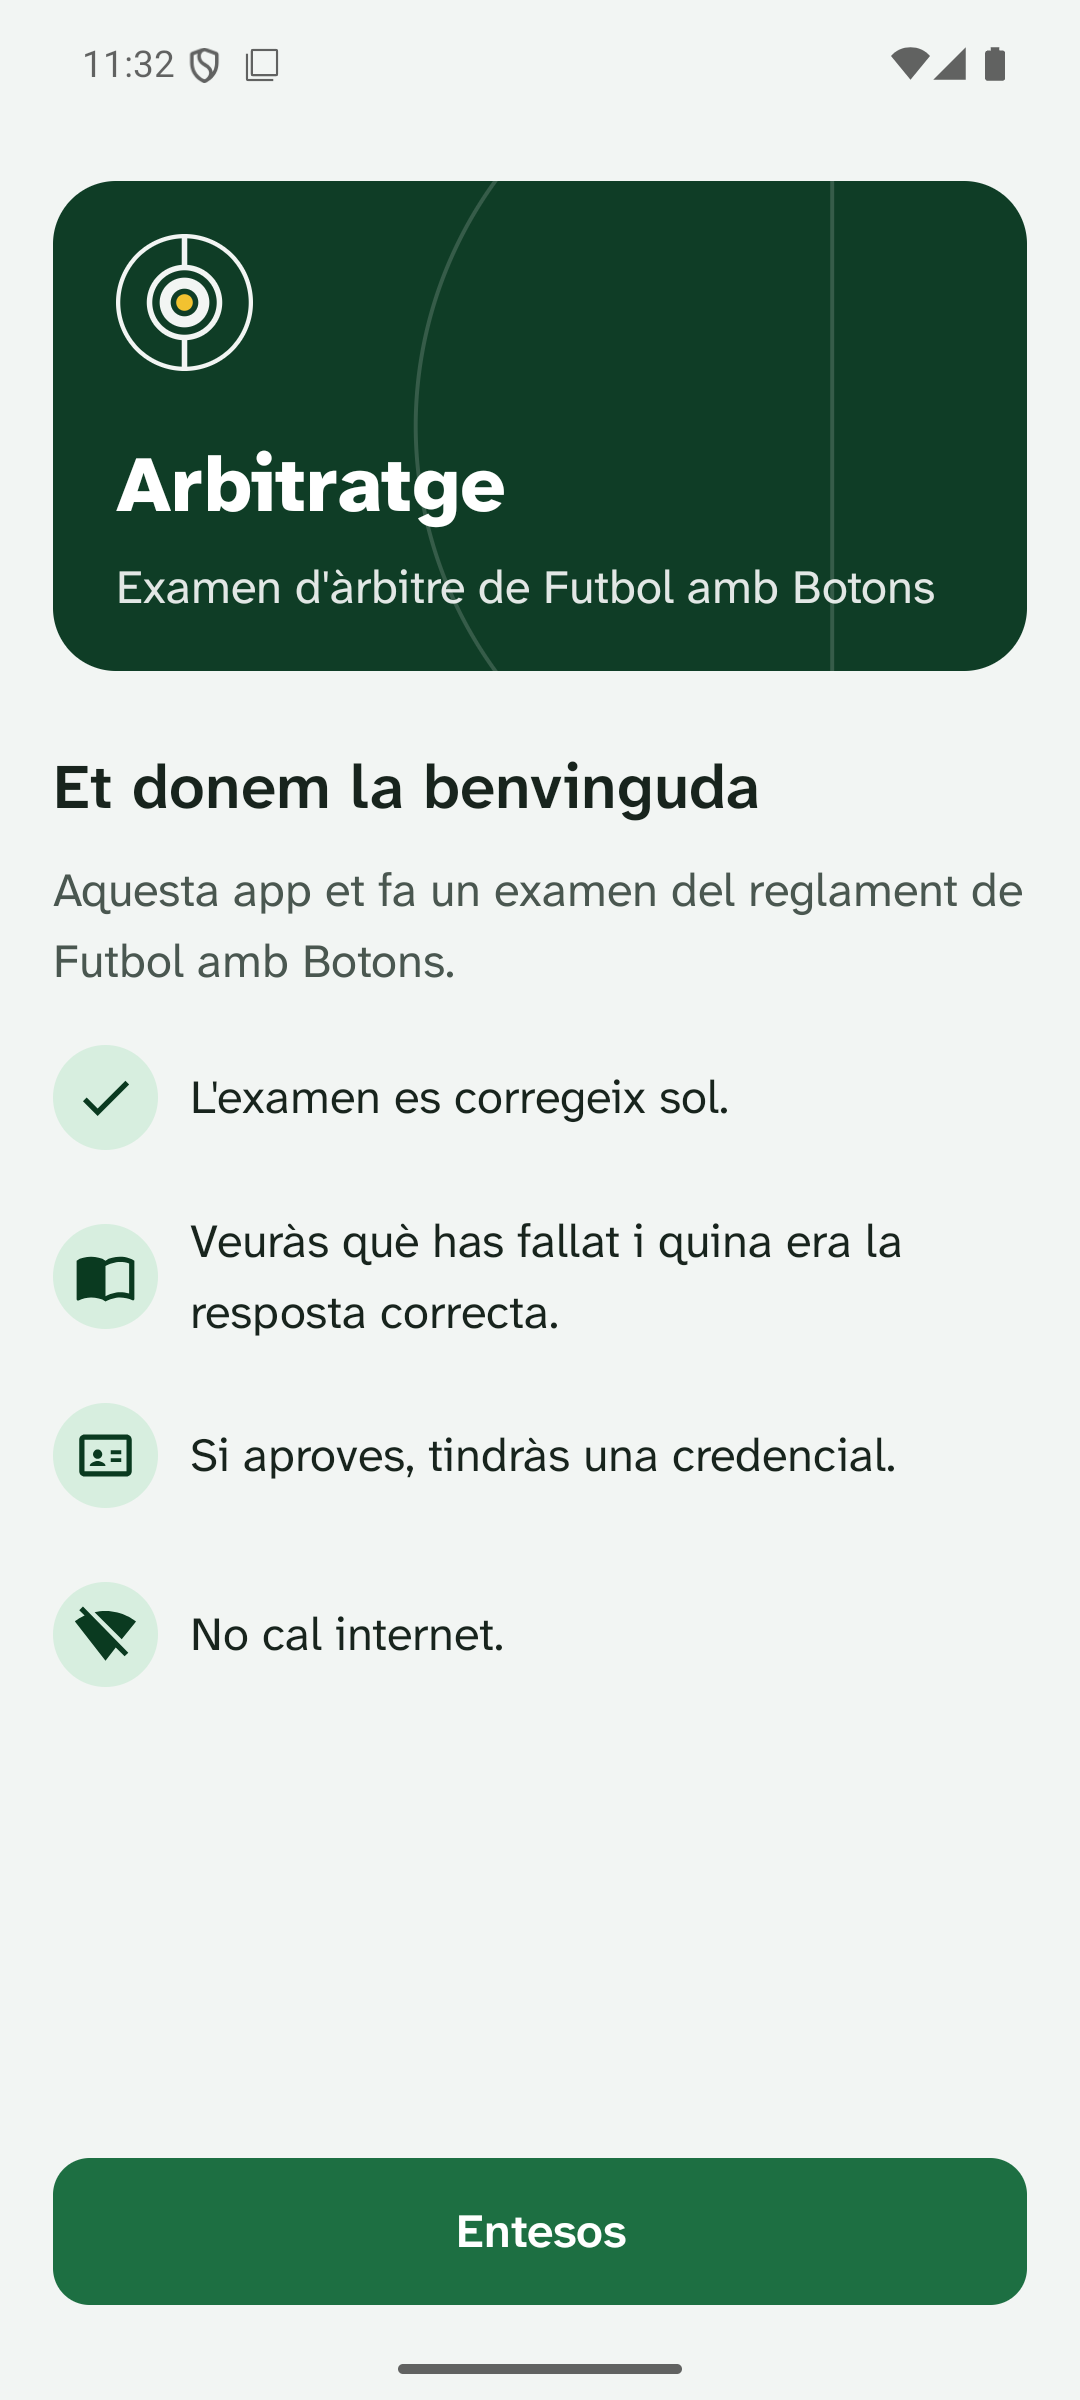 11:32
Arbitratge
Examen d'àrbitre de Futbol amb Botons
Et donem la benvinguda
Aquesta app et fa un examen del reglament de
Futbol amb Botons.
L'examen es corregeix sol.
Veuràs què has fallat i quina era la
resposta correcta.
Si aproves, tindràs una credencial.
No cal internet.
Entesos